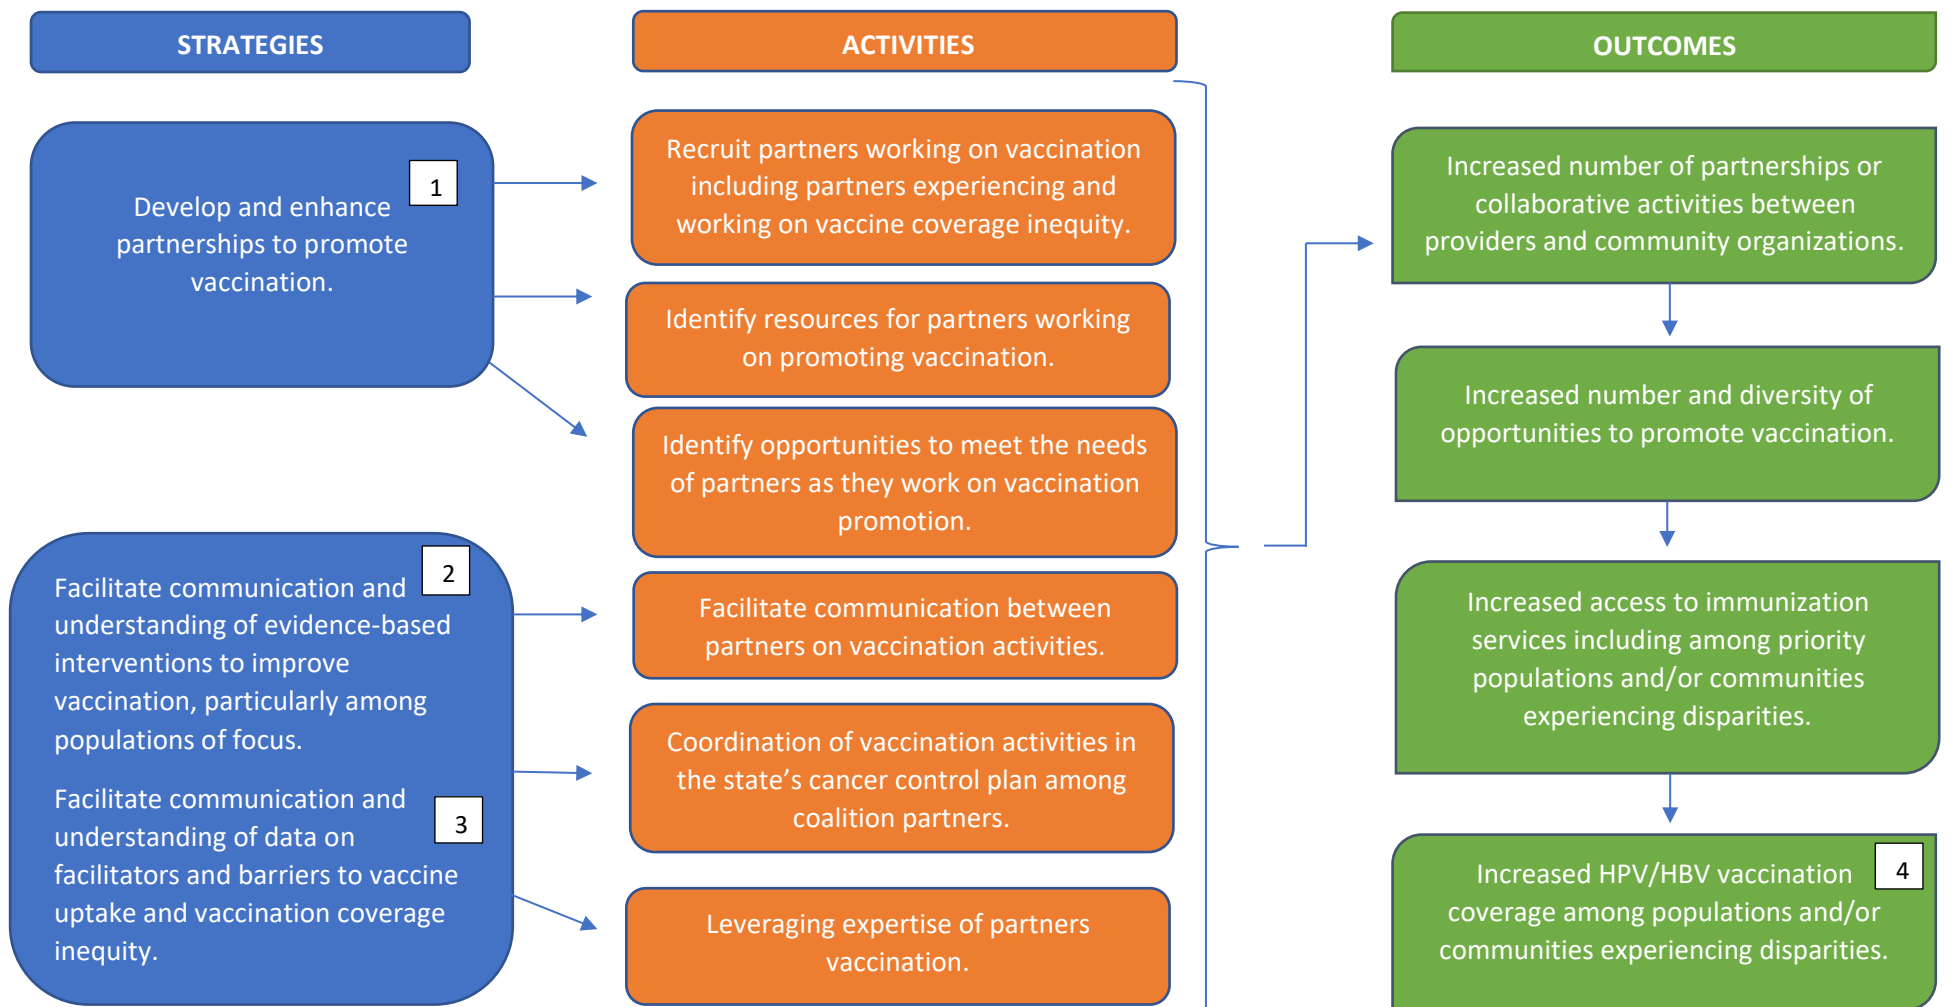 STRATEGIES
ACTIVITIES
OUTCOMES
1
Develop and enhance
partnerships to promote
vaccination.
2
Facilitate communication and
understanding of evidence-based
interventions to improve
vaccination, particularly among
populations of focus.
3
Facilitate communication and
understanding of data on
facilitators and barriers to vaccine
uptake and vaccination coverage
inequity.
Recruit partners working on vaccination
including partners experiencing and
working on vaccine coverage inequity.
Identify resources for partners working
on promoting vaccination.
Identify opportunities to meet the needs
of partners as they work on vaccination
promotion.
Facilitate communication between
partners on vaccination activities.
Coordination of vaccination activities in
the state’s cancer control plan among
coalition partners.
Leveraging expertise of partners
vaccination.
Increased number of partnerships or
collaborative activities between
providers and community organizations.
Increased number and diversity of
opportunities to promote vaccination.
Increased access to immunization
services including among priority
populations and/or communities
experiencing disparities.
4
Increased HPV/HBV vaccination
coverage among populations and/or
communities experiencing disparities.